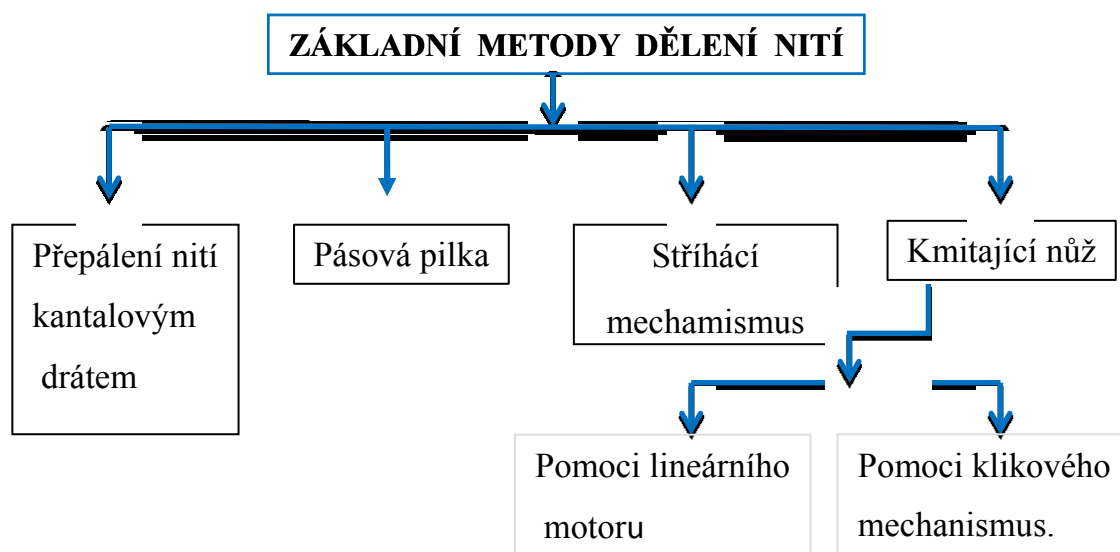 ZÁKLADNÍ METODY DĚLENÍ NITÍ
Přepálení nití
kantalovým
drátem
Pásová pilka
Stříhácí
mechamismus
Kmitající nůž
Pomoci lineárního
motoru
Pomoci klikového
mechanismus.